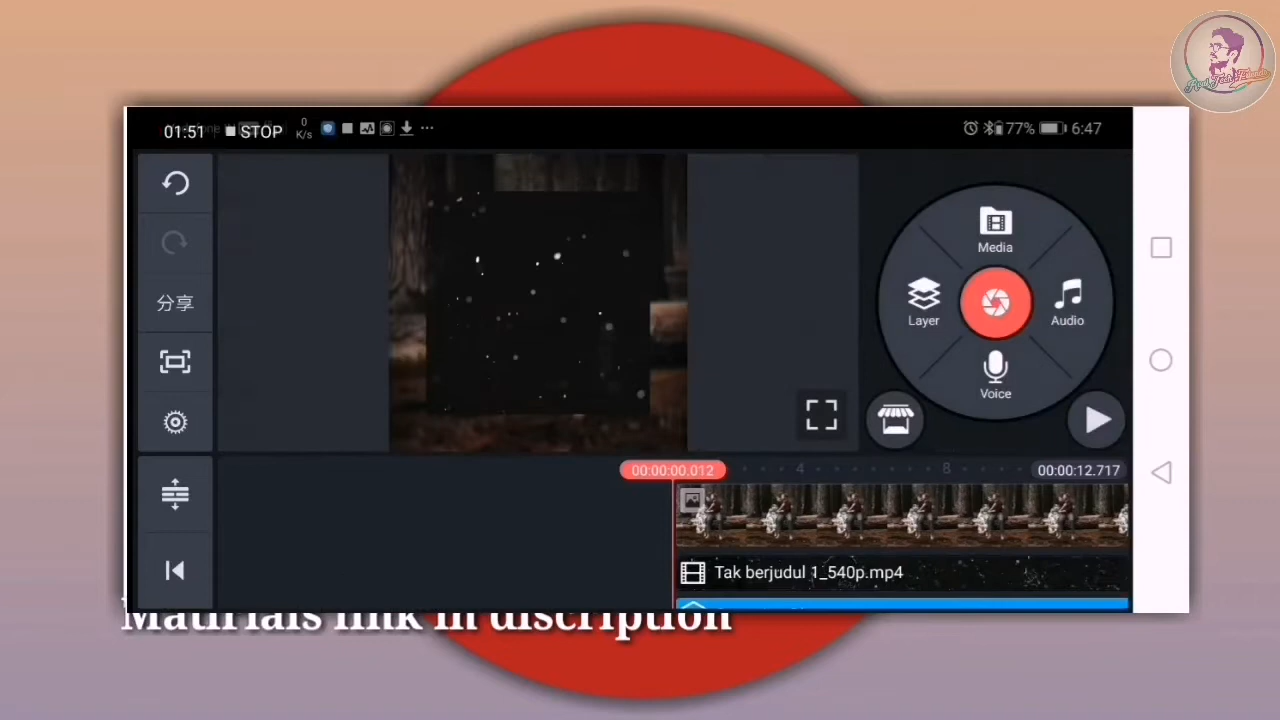 01:51 STOP 0 K/s 77% 6:47
分享
Media
Layer
Audio
Voice
00:00:00.012 4 8 00:00:12.717
Tak berjudul 1_540p.mp4
Matirials link in discription